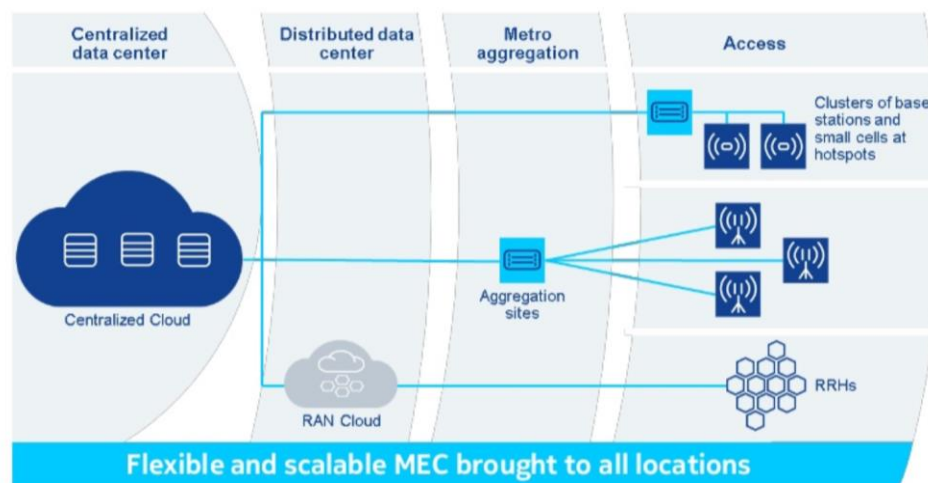 Centralized
data center
Distributed data
center
Metro
aggregation
Access
Clusters of base
stations and
small cells at
hotspots
Centralized Cloud
Aggregation
sites
RAN Cloud
RRHs
Flexible and scalable MEC brought to all locations